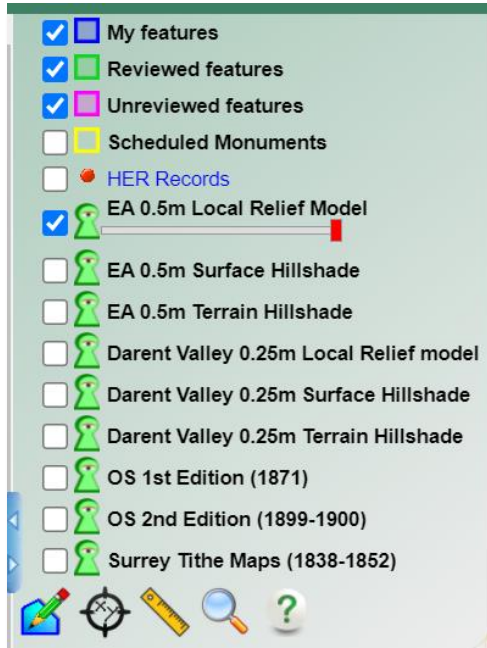 My features
Reviewed features
Unreviewed features
Scheduled Monuments
HER Records
EA 0.5m Local Relief Model
EA 0.5m Surface Hillshade
EA 0.5m Terrain Hillshade
Darent Valley 0.25m Local Relief model
Darent Valley 0.25m Surface Hillshade
Darent Valley 0.25m Terrain Hillshade
OS 1st Edition (1871)
OS 2nd Edition (1899-1900)
Surrey Tithe Maps (1838-1852)
XY
?